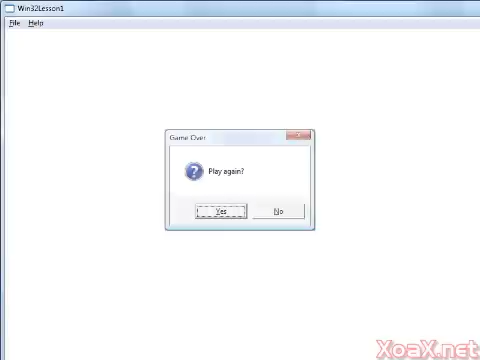 Win32Lesson1
File Help
Game Over
Play again?
Yes No
XoaX.net